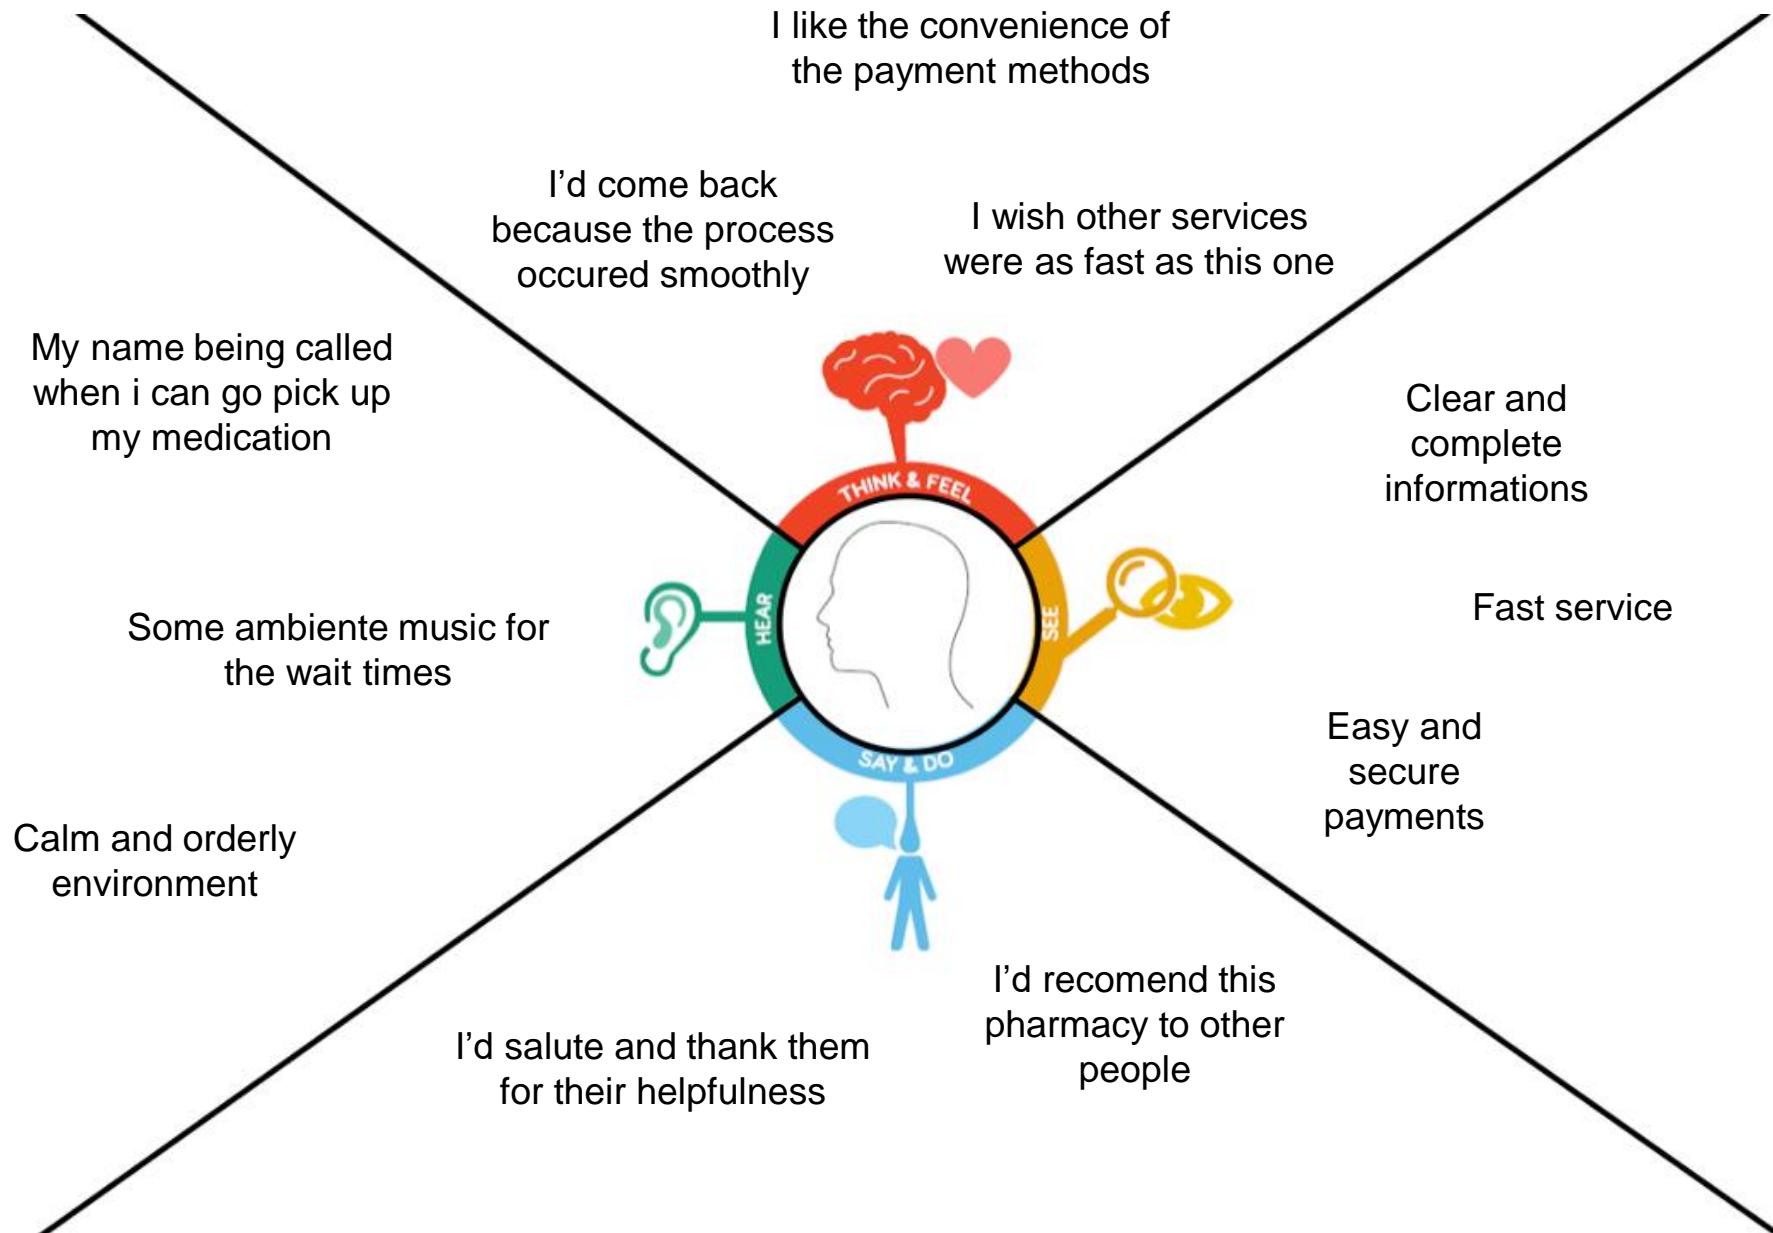 I like the convenience of
the payment methods
I'd come back
because the process
occured smoothly
I wish other services
were as fast as this one
My name being called
when i can go pick up
my medication
Clear and
complete
informations
THINK & FEEL
HEAR
SEE
SAY & DO
Some ambiente music for
the wait times
Fast service
Easy and
secure
payments
Calm and orderly
environment
I'd salute and thank them
for their helpfulness
I'd recomend this
pharmacy to other
people